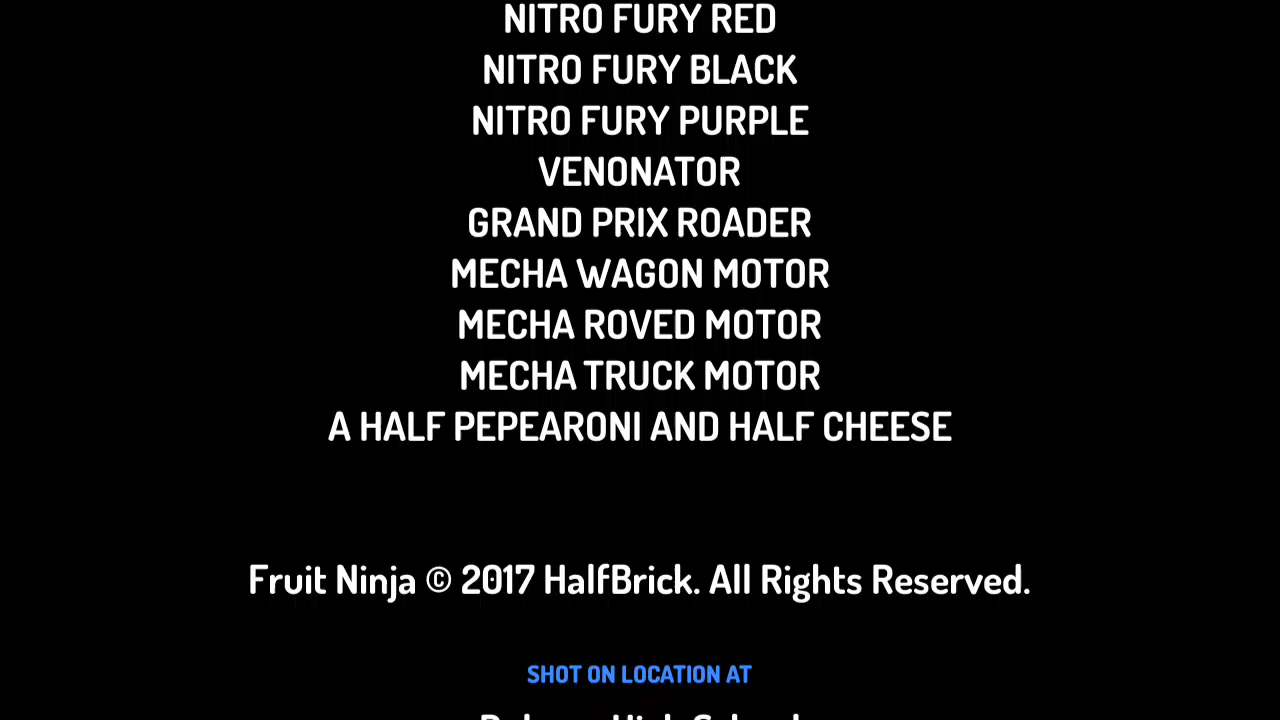 NITRO FURY RED
NITRO FURY BLACK
NITRO FURY PURPLE
VENONATOR
GRAND PRIX ROADER
MECHA WAGON MOTOR
MECHA ROVED MOTOR
MECHA TRUCK MOTOR
A HALF PEPEARONI AND HALF CHEESE
Fruit Ninja © 2017 HalfBrick. All Rights Reserved.
SHOT ON LOCATION AT
High School